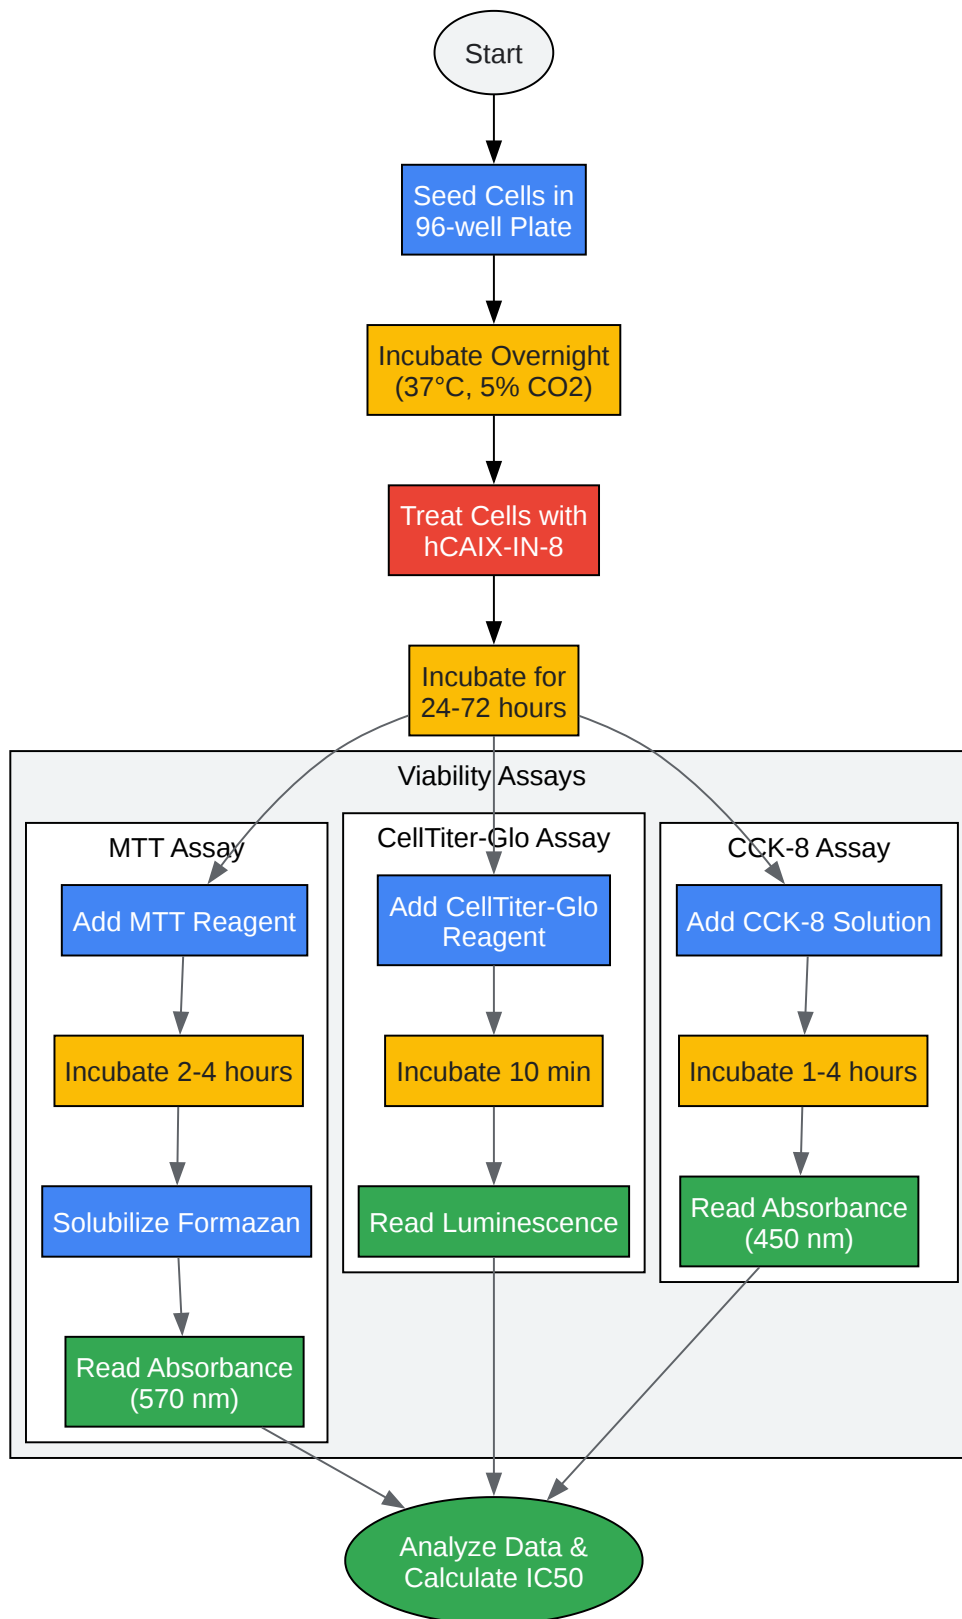 Start
Seed Cells in
96-well Plate
Incubate Overnight
(37°C, 5% CO2)
Treat Cells with
hCAIX-IN-8
Incubate for
24-72 hours
Viability Assays
MTT Assay
Add MTT Reagent
Incubate 2-4 hours
Solubilize Formazan
Read Absorbance
(570 nm)
CellTiter-Glo Assay
Add CellTiter-Glo
Reagent
Incubate 10 min
Read Luminescence
CCK-8 Assay
Add CCK-8 Solution
Incubate 1-4 hours
Read Absorbance
(450 nm)
Analyze Data &
Calculate IC50